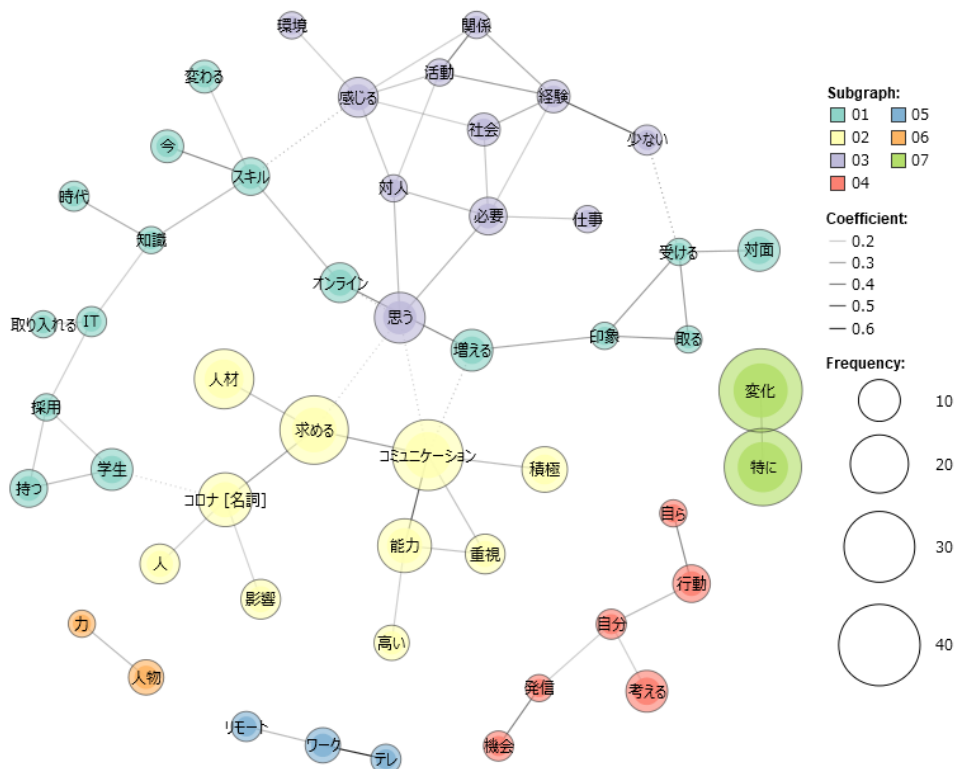 環境
関係
変わる
活動
感じる
経験
今
社会
少ない
スキル
時代
対人
必要
仕事
知識
受ける
対面
オンライン
取り入れる
IT
思う
増える
印象
取る
人材
変化
採用
求める
コミュニケーション
特に
学生
持つ
積極
コロナ [名詞]
自ら
能力
重視
人
行動
影響
力
自分
高い
人物
発信
考える
リモート
ワーク
テレ
機会
Subgraph:
01
05
02
06
03
07
04
Coefficient:
0.2
0.3
0.4
0.5
0.6
Frequency:
10
20
30
40